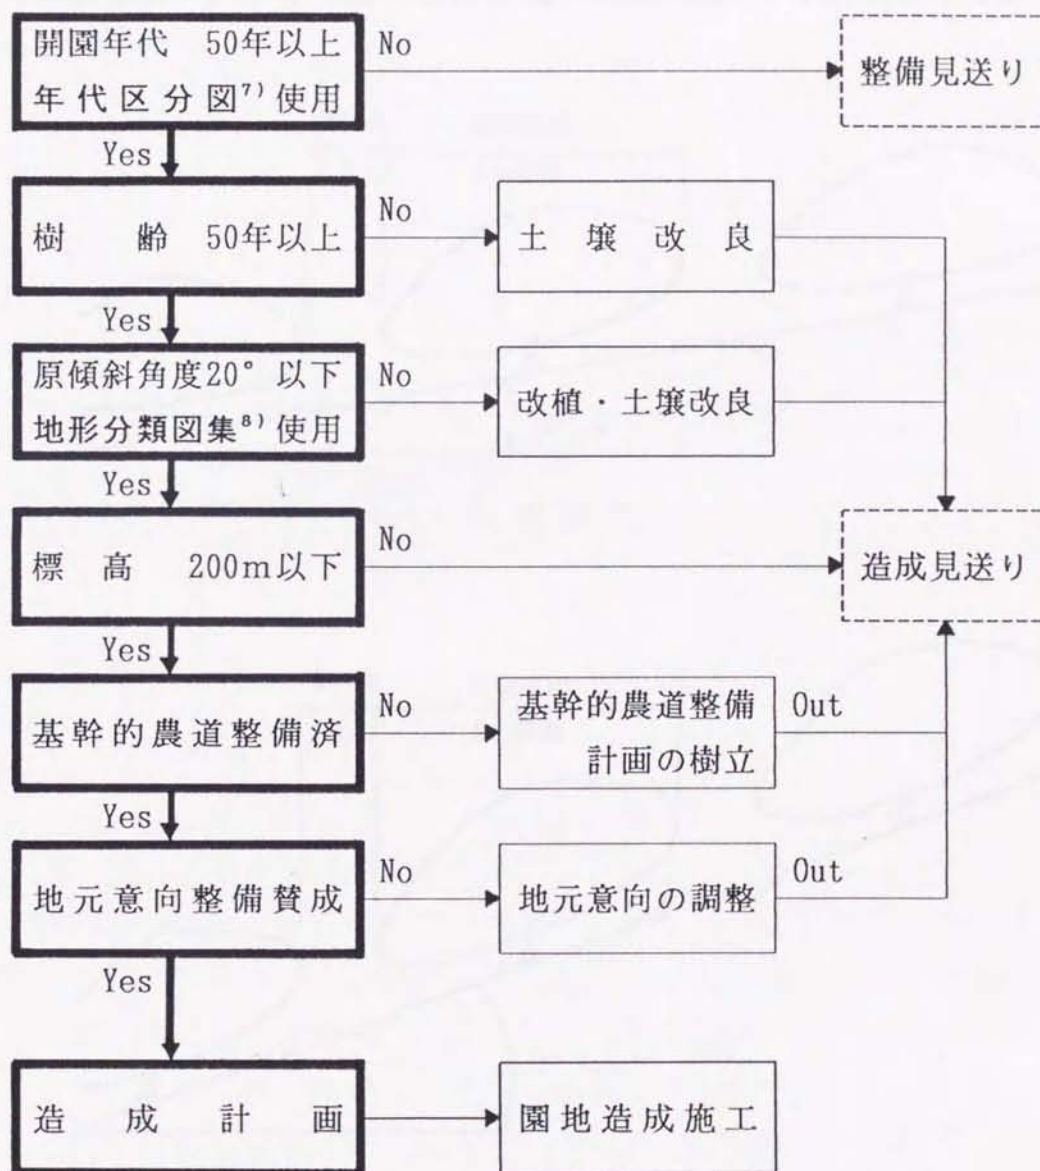 開園年代　50年以上
年代区分図⁷⁾使用
No
整備見送り
Yes
樹　齢　50年以上
No
土壌改良
Yes
原傾斜角度20°以下
地形分類図集⁸⁾使用
No
改植・土壌改良
Yes
標高　200m以下
No
造成見送り
Yes
基幹的農道整備済
No
基幹的農道整備
計画の樹立
Out
Yes
地元意向整備賛成
No
地元意向の調整
Out
Yes
造成計画
園地造成施工